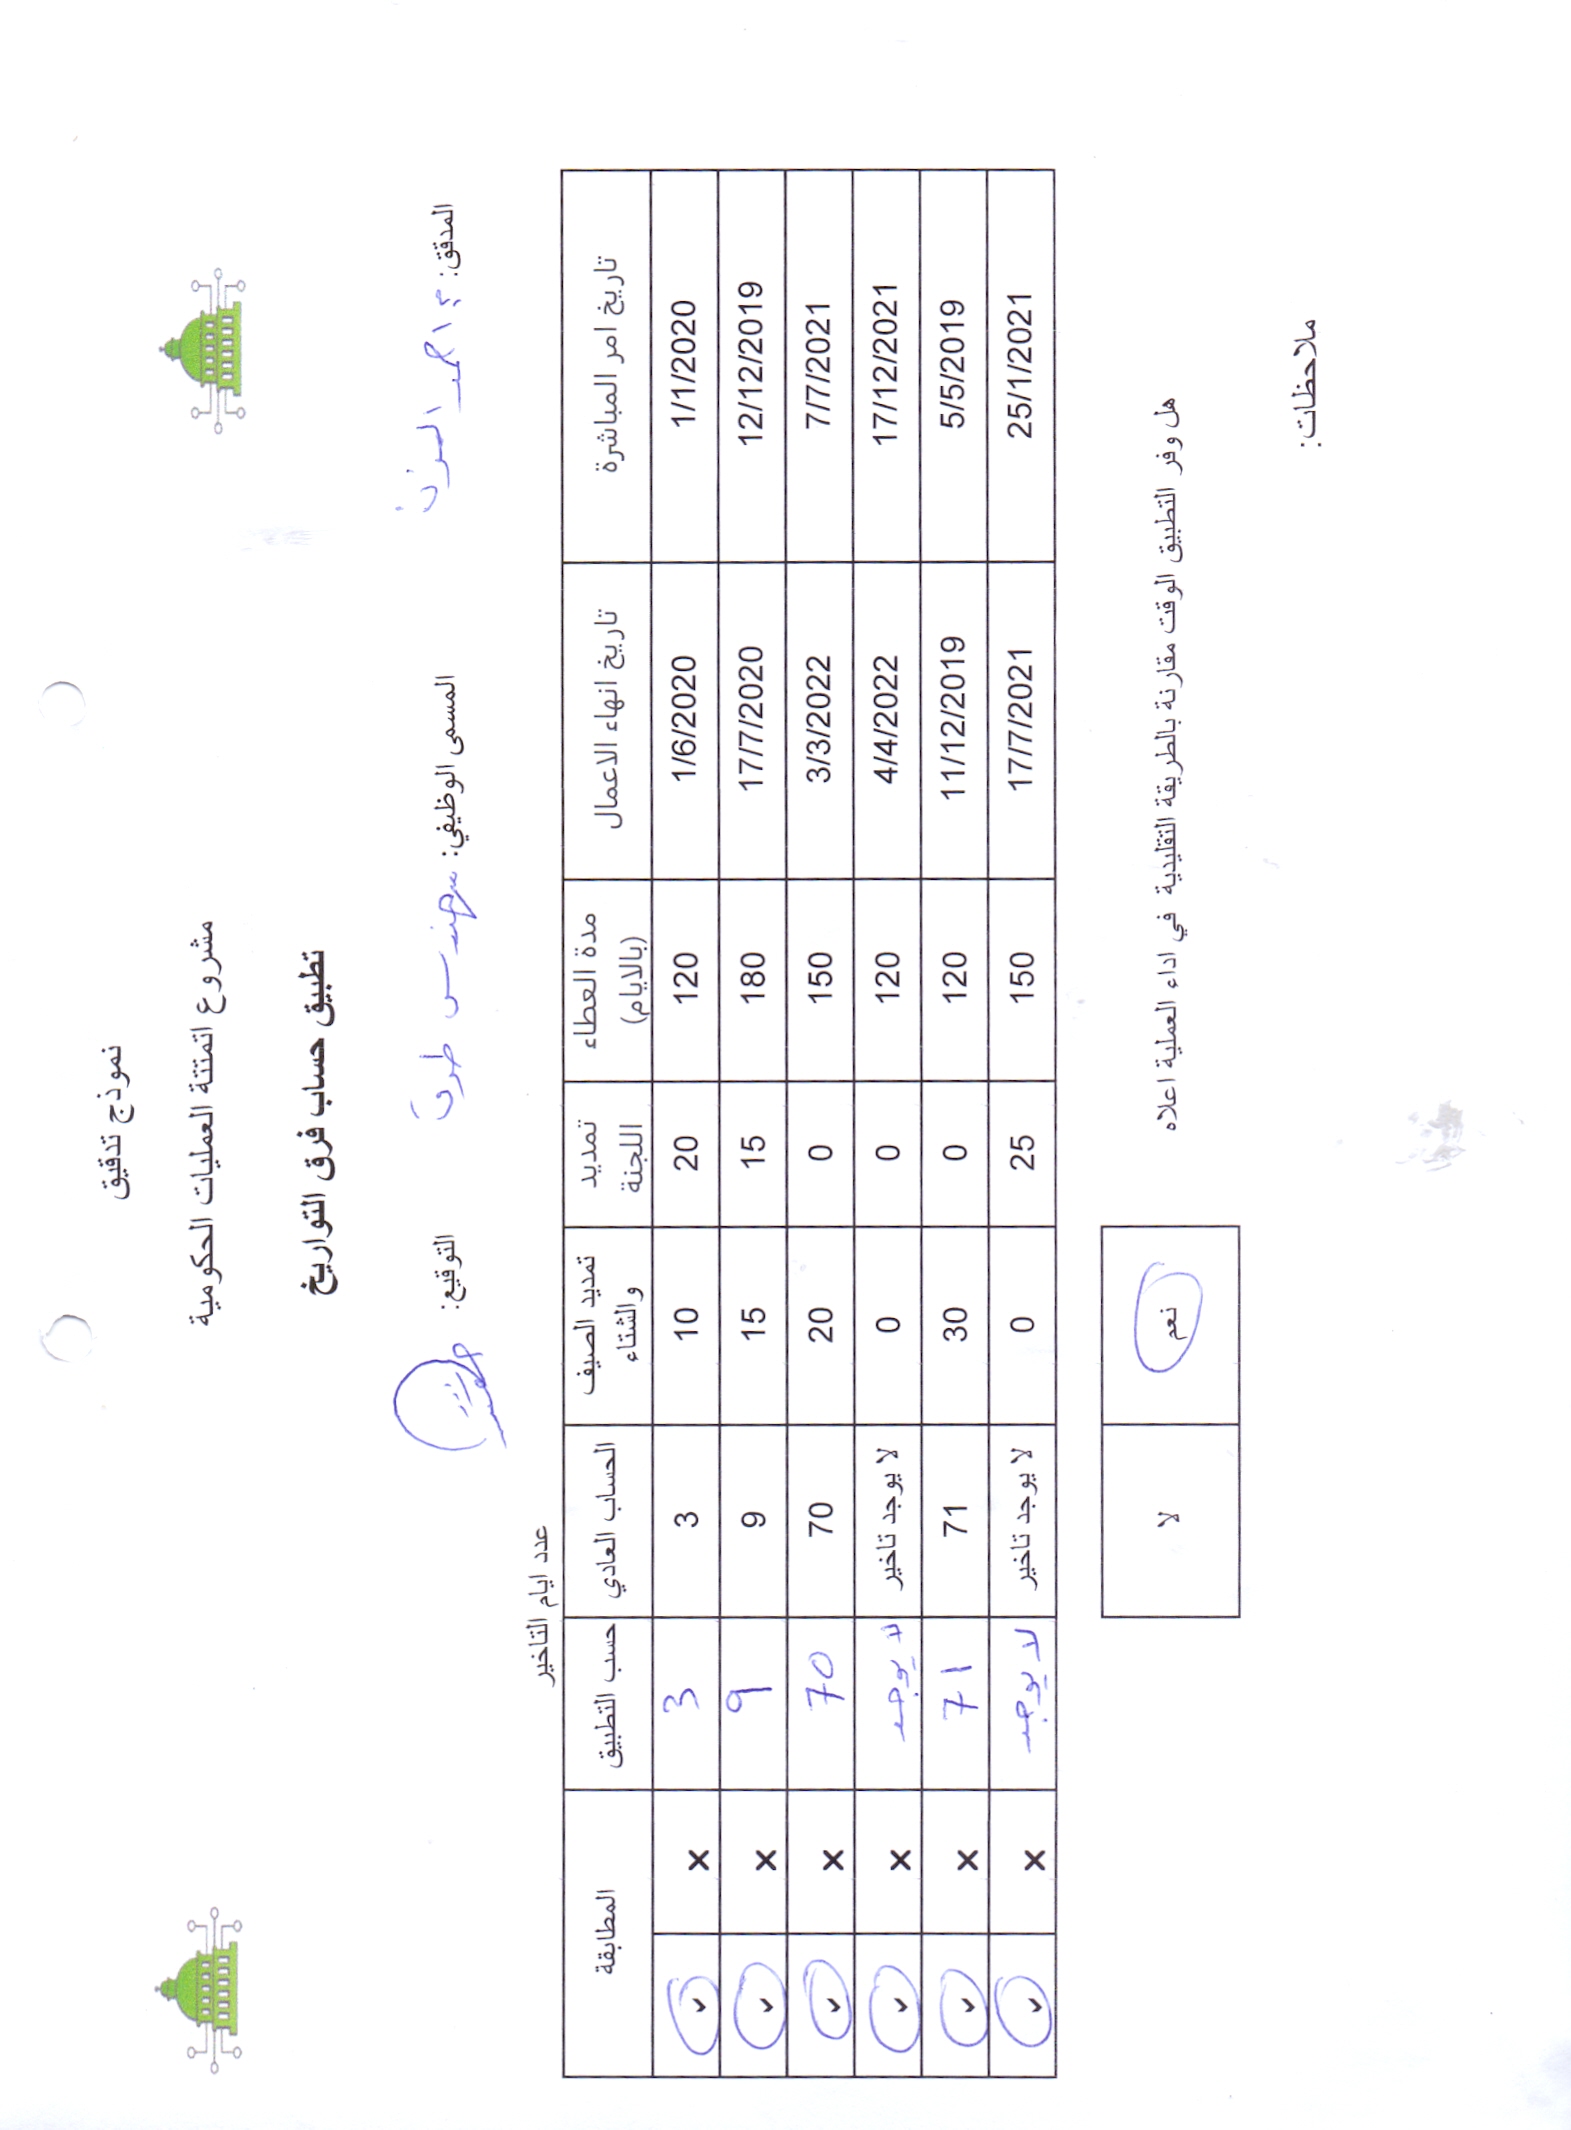 نموذج تدقيق
مشروع اتمتتة العمليات الحكومية
تطبيق حساب فرق التواريخ
المدقق: م احمد المسمى الوظيفي: مهندس طرق التوقيع:
عدد ايام التاخير
تاريخ امر المباشرة تاريخ انهاء الاعمال مدة العطاء (بالايام) تمديد اللجنة تمديد الصيف والشتاء الحساب العادي حسب التطبيق المطابقة
1/1/2020 1/6/2020 120 20 10 3 3 × ✓
12/12/2019 17/7/2020 180 15 15 9 9 × ✓
7/7/2021 3/3/2022 150 0 20 70 70 × ✓
17/12/2021 4/4/2022 120 0 0 لا يوجد تاخير لا يوجد × ✓
5/5/2019 11/12/2019 120 0 30 71 71 × ✓
25/1/2021 17/7/2021 150 25 0 لا يوجد تاخير لا يوجد × ✓
هل وفر التطبيق الوقت مقارنة بالطريقة التقليدية في اداء العملية اعلاه
نعم لا
ملاحظات: